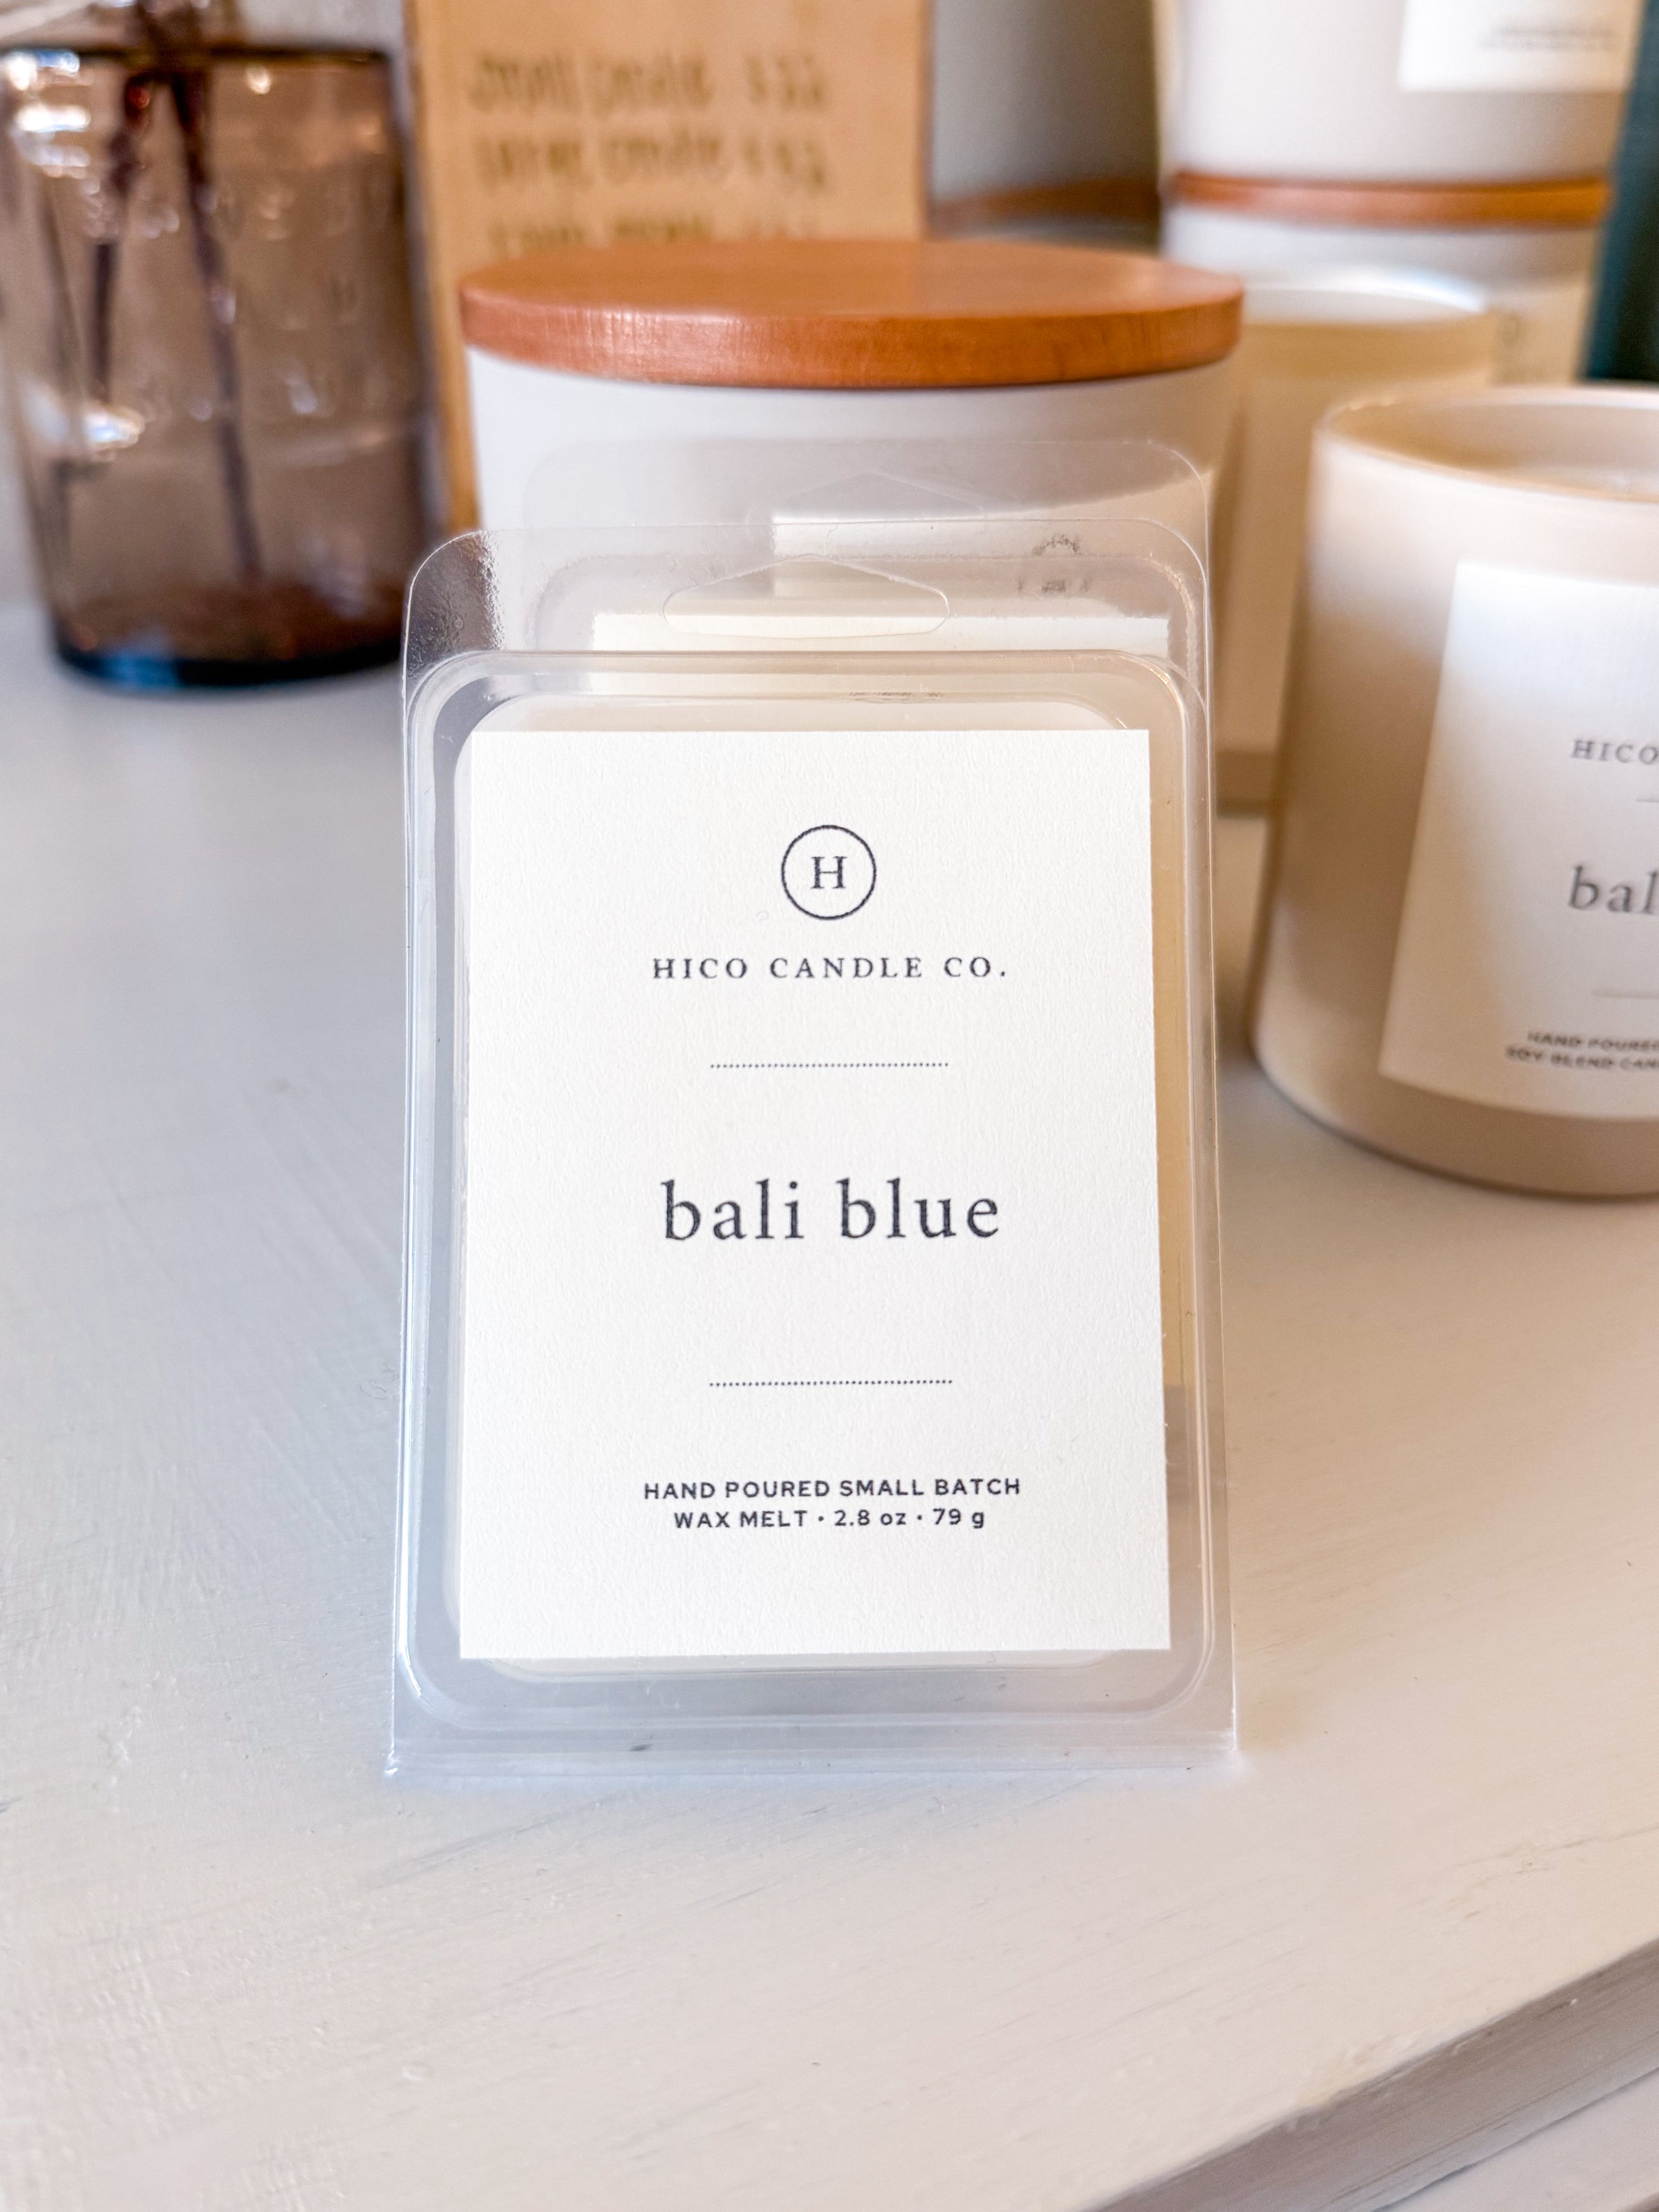 H
HICO CANDLE CO.
bali blue
HAND POURED SMALL BATCH
WAX MELT • 2.8 oz • 79 g
HICO
bal
HAND POURED
SOY BLEND CAN